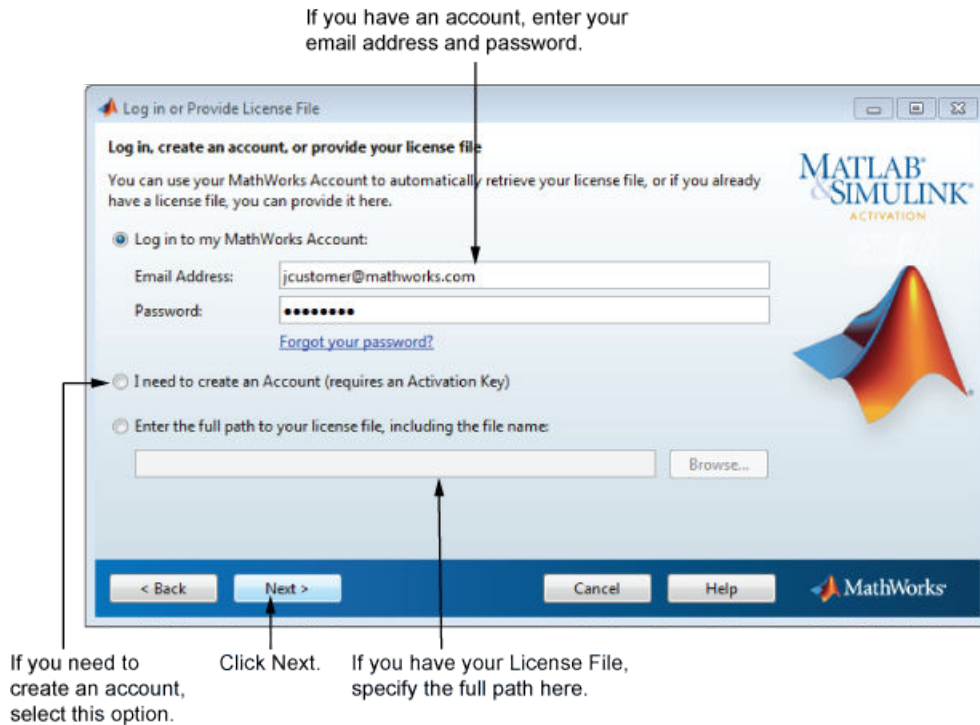 If you have an account, enter your
email address and password.
Log in or Provide License File
Log in, create an account, or provide your license file
You can use your MathWorks Account to automatically retrieve your license file, or if you already
have a license file, you can provide it here.
MATLAB®
&SIMULINK®
ACTIVATION
Log in to my MathWorks Account:
Email Address: jcustomer@mathworks.com
Password: ••••••••
Forgot your password?
I need to create an Account (requires an Activation Key)
Enter the full path to your license file, including the file name:
Browse...
< Back Next > Cancel Help MathWorks®
If you need to
create an account,
select this option.
Click Next.
If you have your License File,
specify the full path here.